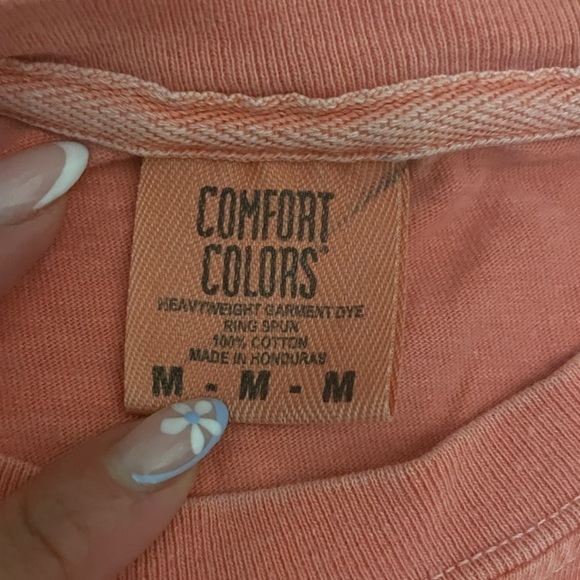 COMFORT
COLORS®
HEAVYWEIGHT GARMENT DYE
RING SPUN
100% COTTON
MADE IN HONDURAS
M - M - M